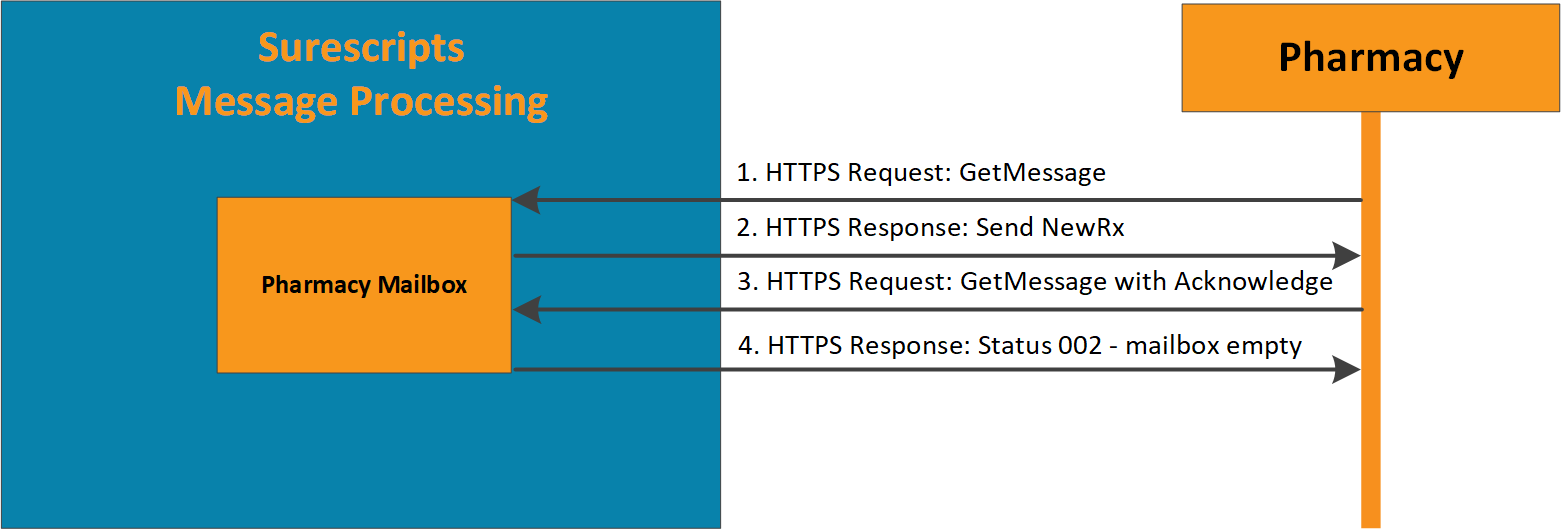 Surescripts
Message Processing
Pharmacy
1. HTTPS Request: GetMessage
2. HTTPS Response: Send NewRx
Pharmacy Mailbox
3. HTTPS Request: GetMessage with Acknowledge
4. HTTPS Response: Status 002 - mailbox empty